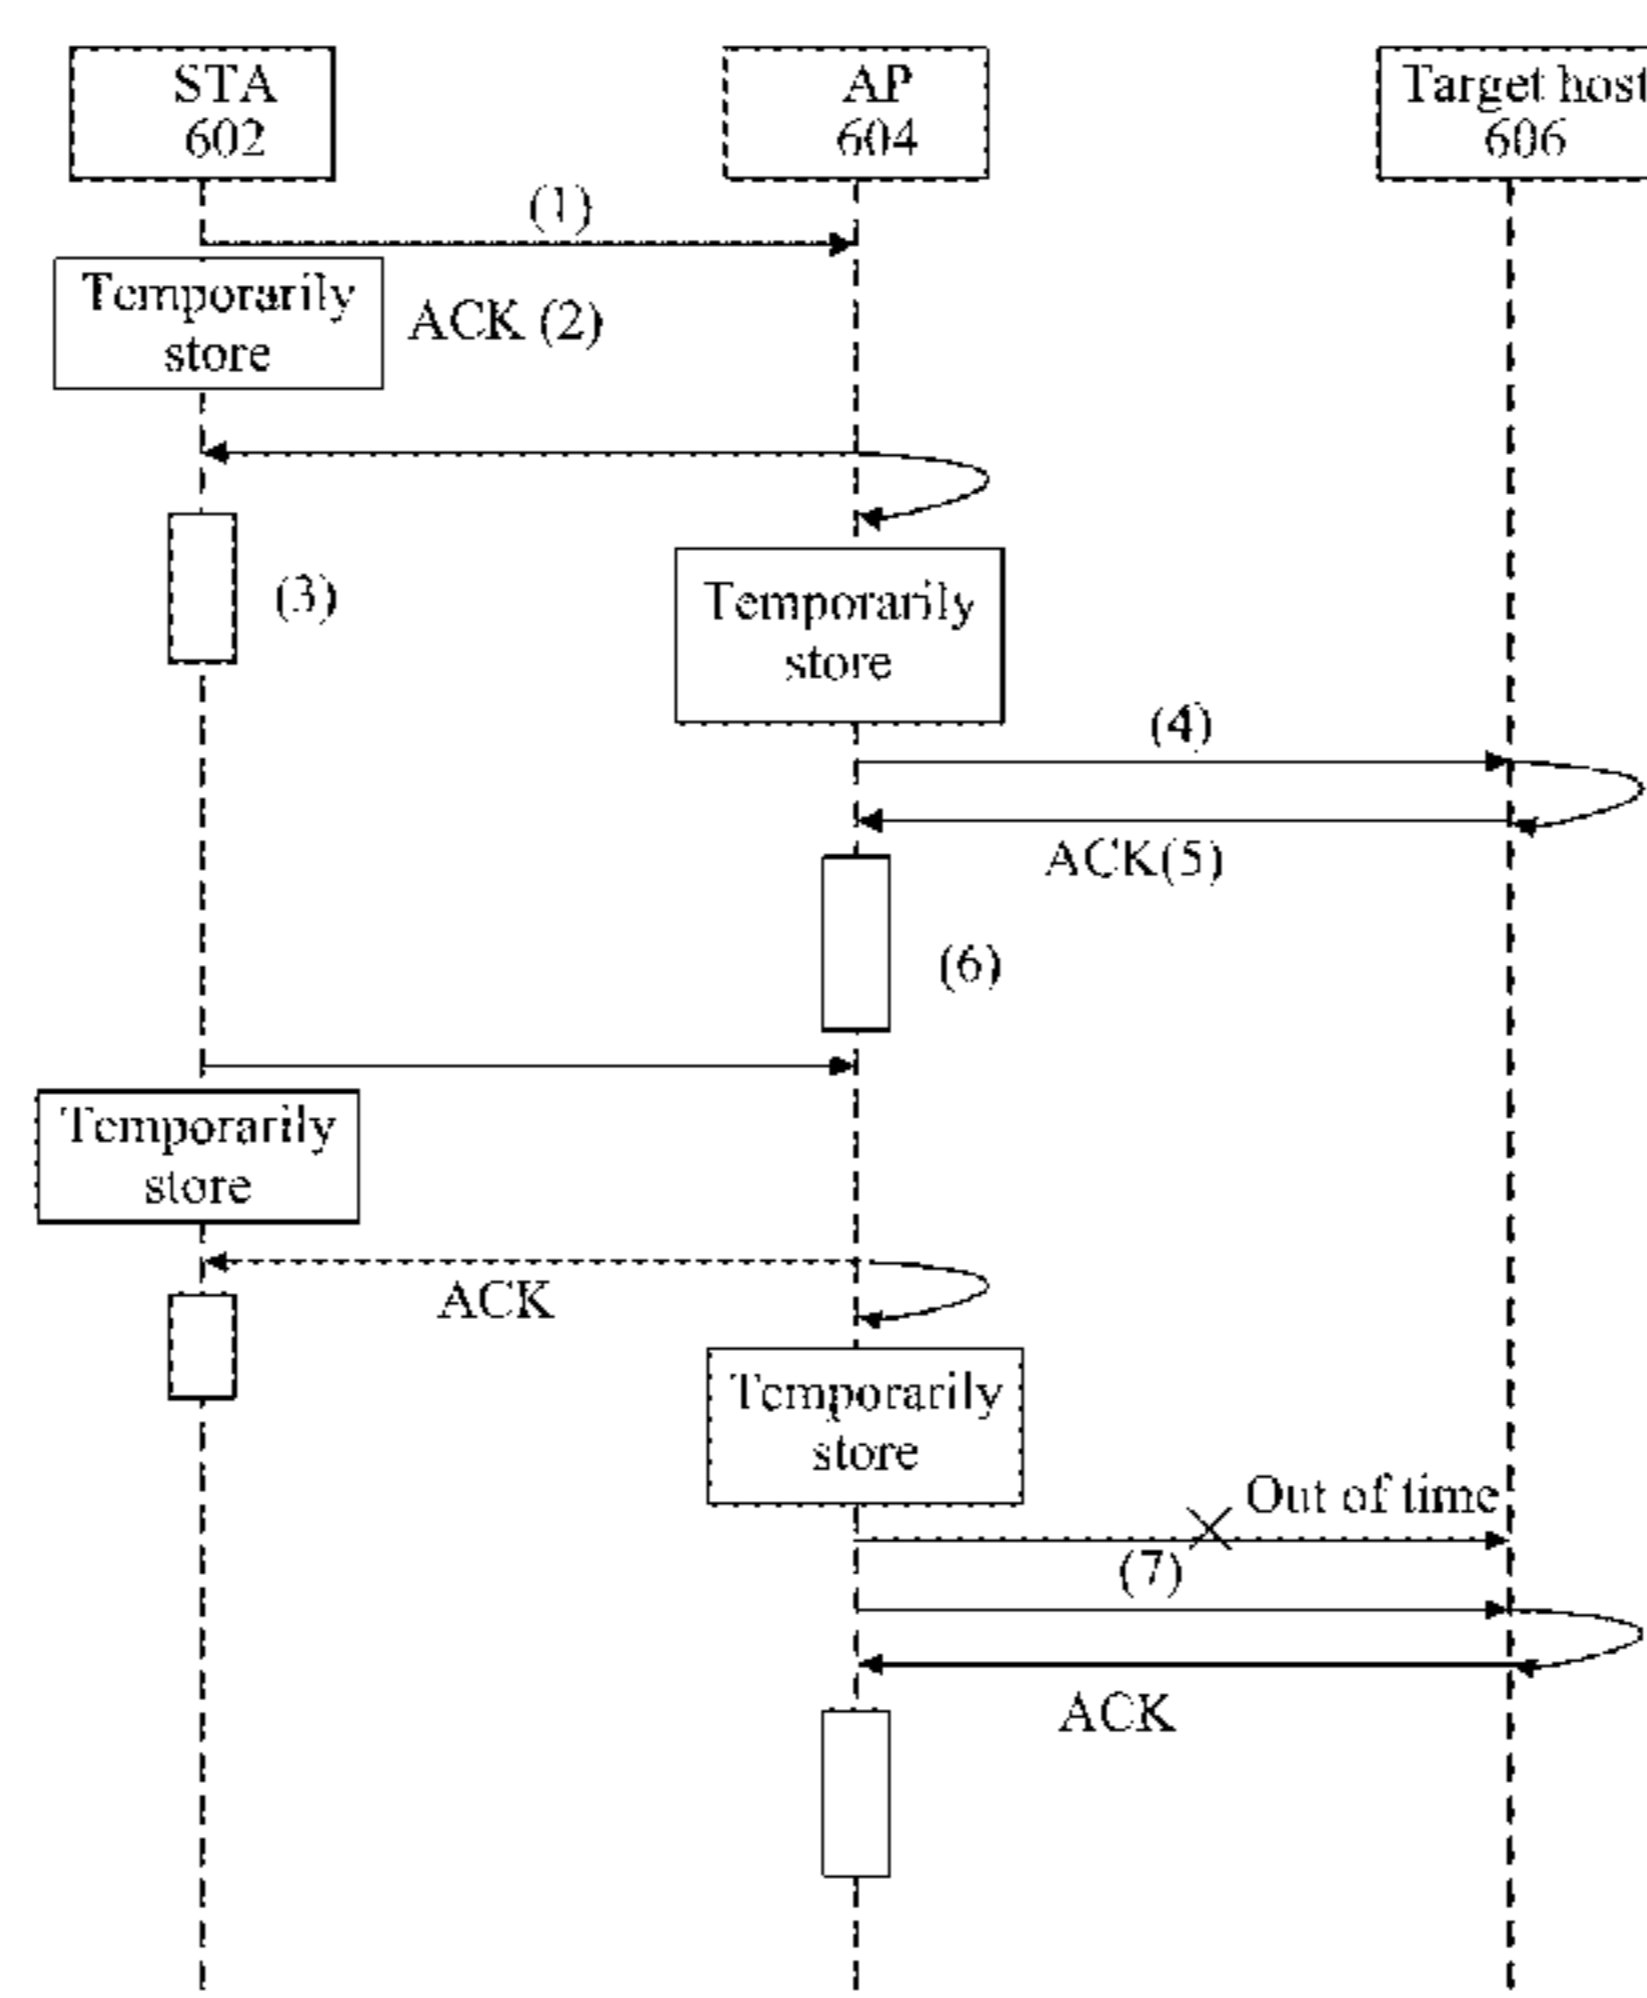 STA
602
AP
604
Target host
606
(1)
Temporarily
store
ACK (2)
(3)
Temporarily
store
(4)
ACK(5)
(6)
Temporarily
store
ACK
Temporarily
store
Out of time
(7)
ACK